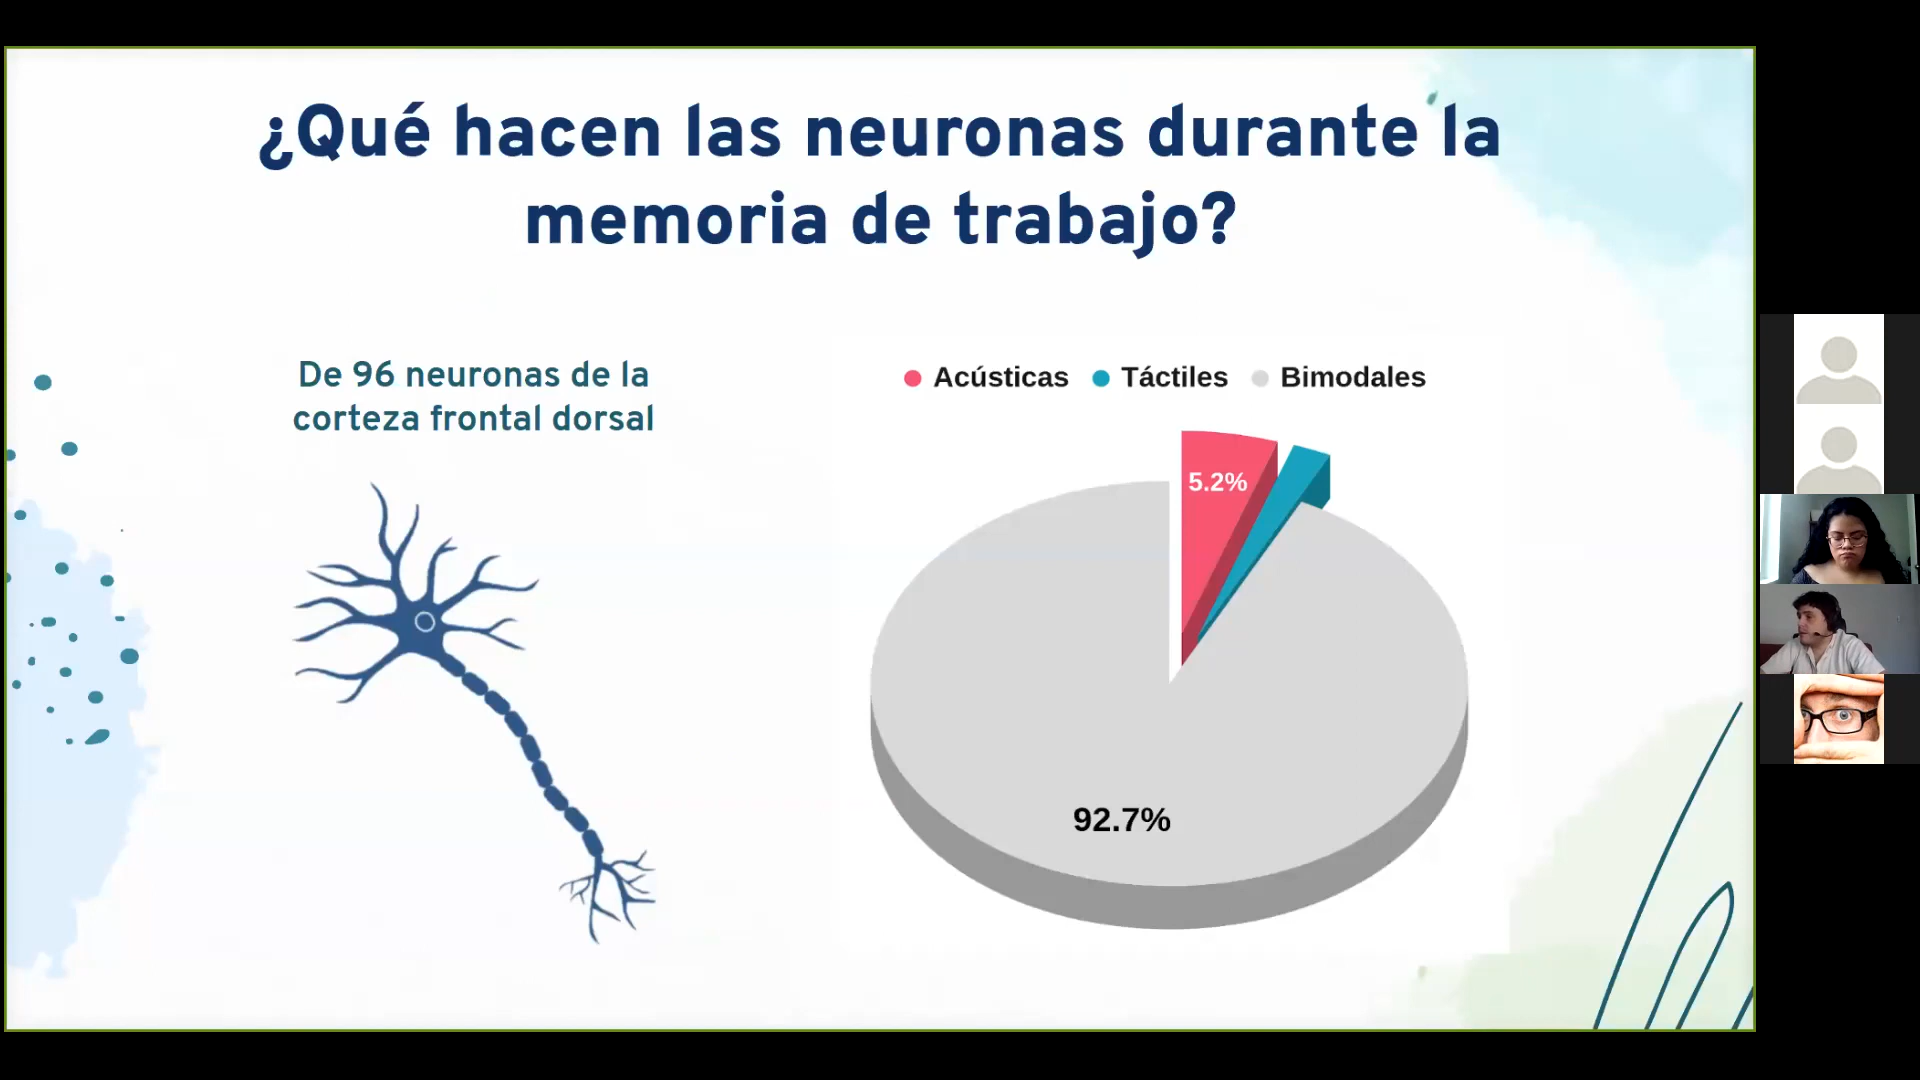 ¿Qué hacen las neuronas durante la
memoria de trabajo?
De 96 neuronas de la
corteza frontal dorsal
Acústicas Táctiles Bimodales
5.2%
92.7%